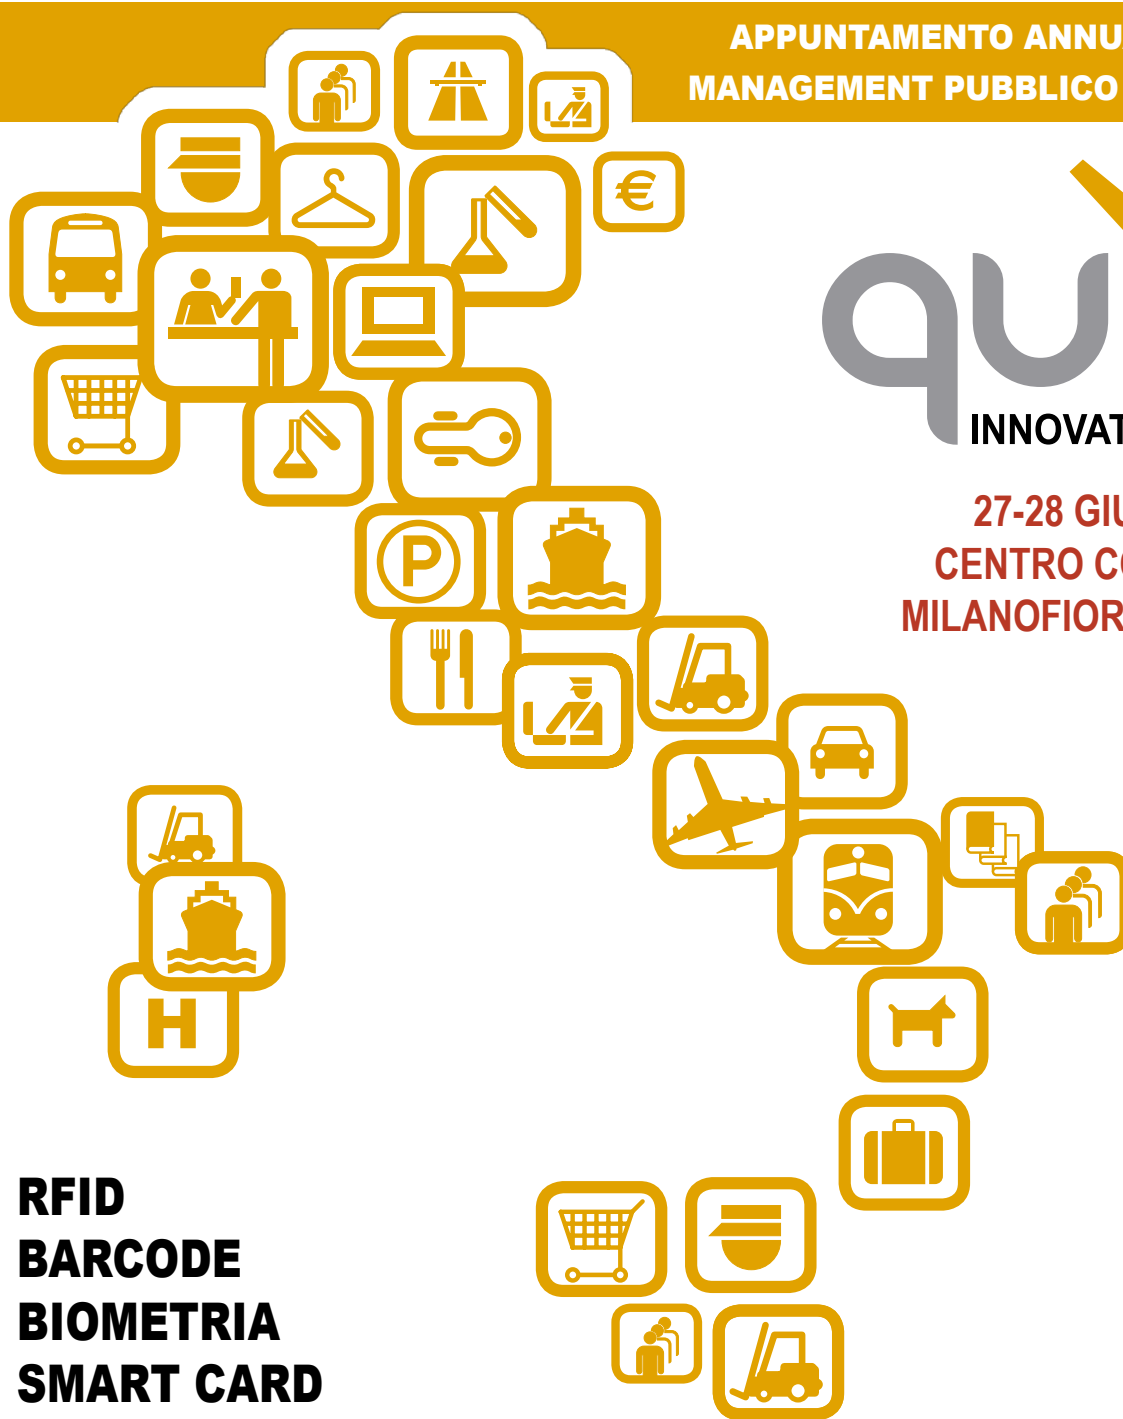 APPUNTAMENTO ANNU
MANAGEMENT PUBBLICO
€
qu
INNOVAT
27-28 GIU
CENTRO CO
MILANOFIOR
P
H
RFID
BARCODE
BIOMETRIA
SMART CARD